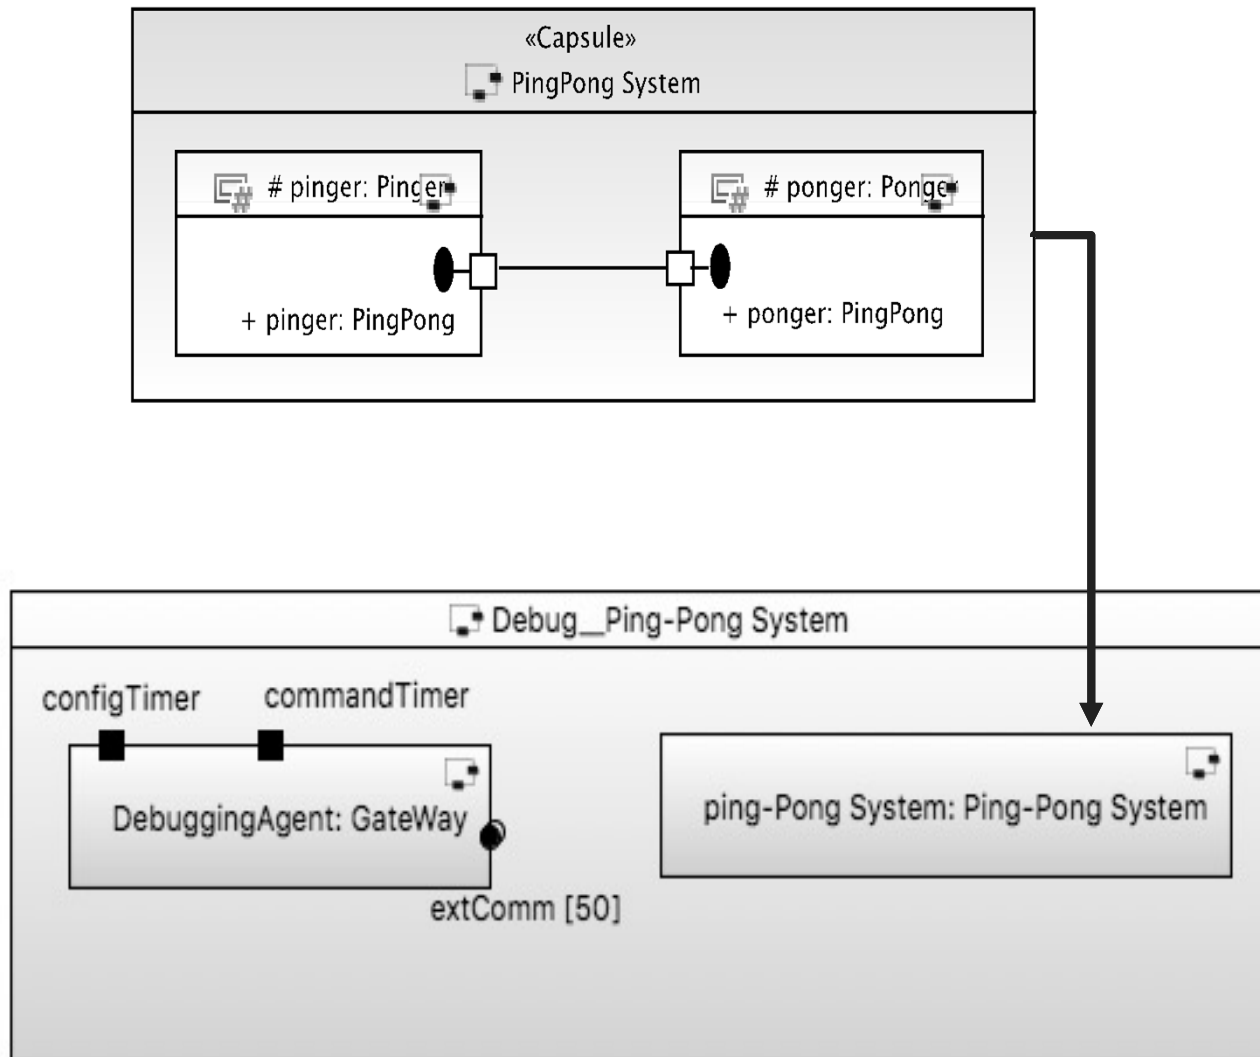 «Capsule»
PingPong System
# pinger: Pinger
# ponger: Ponger
+ pinger: PingPong
+ ponger: PingPong
Debug__Ping-Pong System
configTimer
commandTimer
DebuggingAgent: GateWay
ping-Pong System: Ping-Pong System
extComm [50]